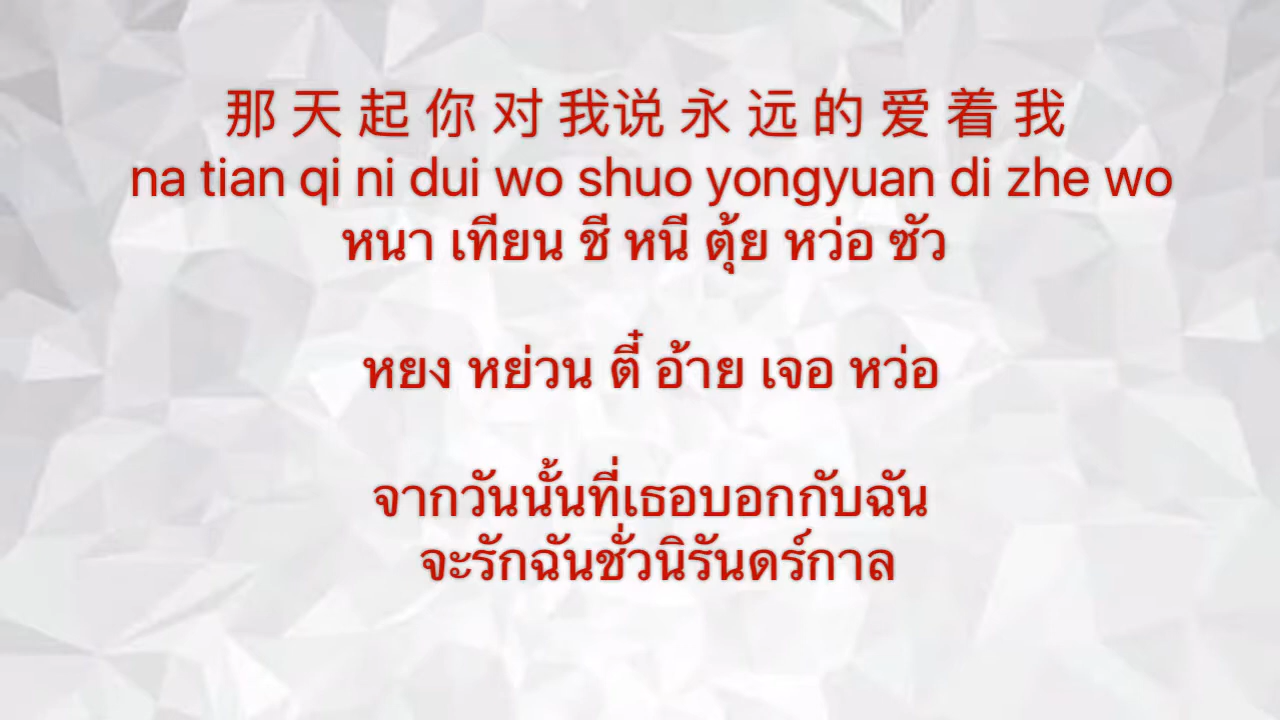 那 天 起 你 对 我说 永 远 的 爱 着 我
na tian qi ni dui wo shuo yongyuan di zhe wo
หนา เทียน ชี หนี ตุ้ย หว่อ ซัว
หยง หย่วน ตี๋ อ้าย เจอ หว่อ
จากวันนั้นที่เธอบอกกับฉัน
จะรักฉันชั่วนิรันดร์กาล